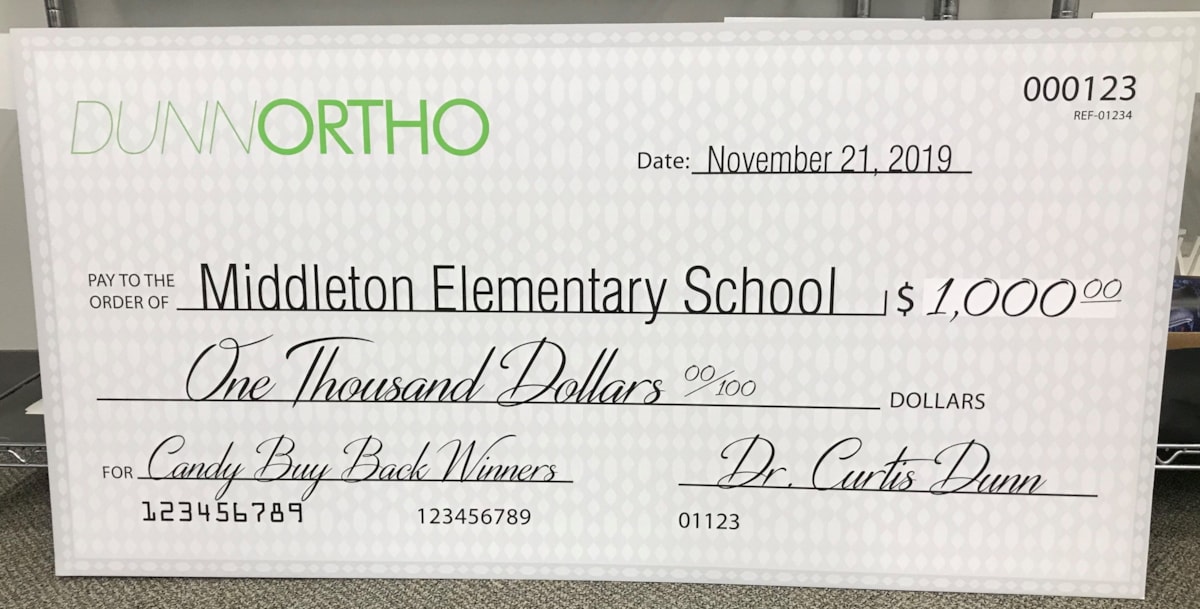 DUNNORTHO
000123
REF-01234
Date: November 21, 2019
PAY TO THE
ORDER OF Middleton Elementary School $ 1,000 00
One Thousand Dollars 00/100 DOLLARS
FOR Candy Buy Back Winners Dr. Curtis Dunn
123456789 123456789 01123